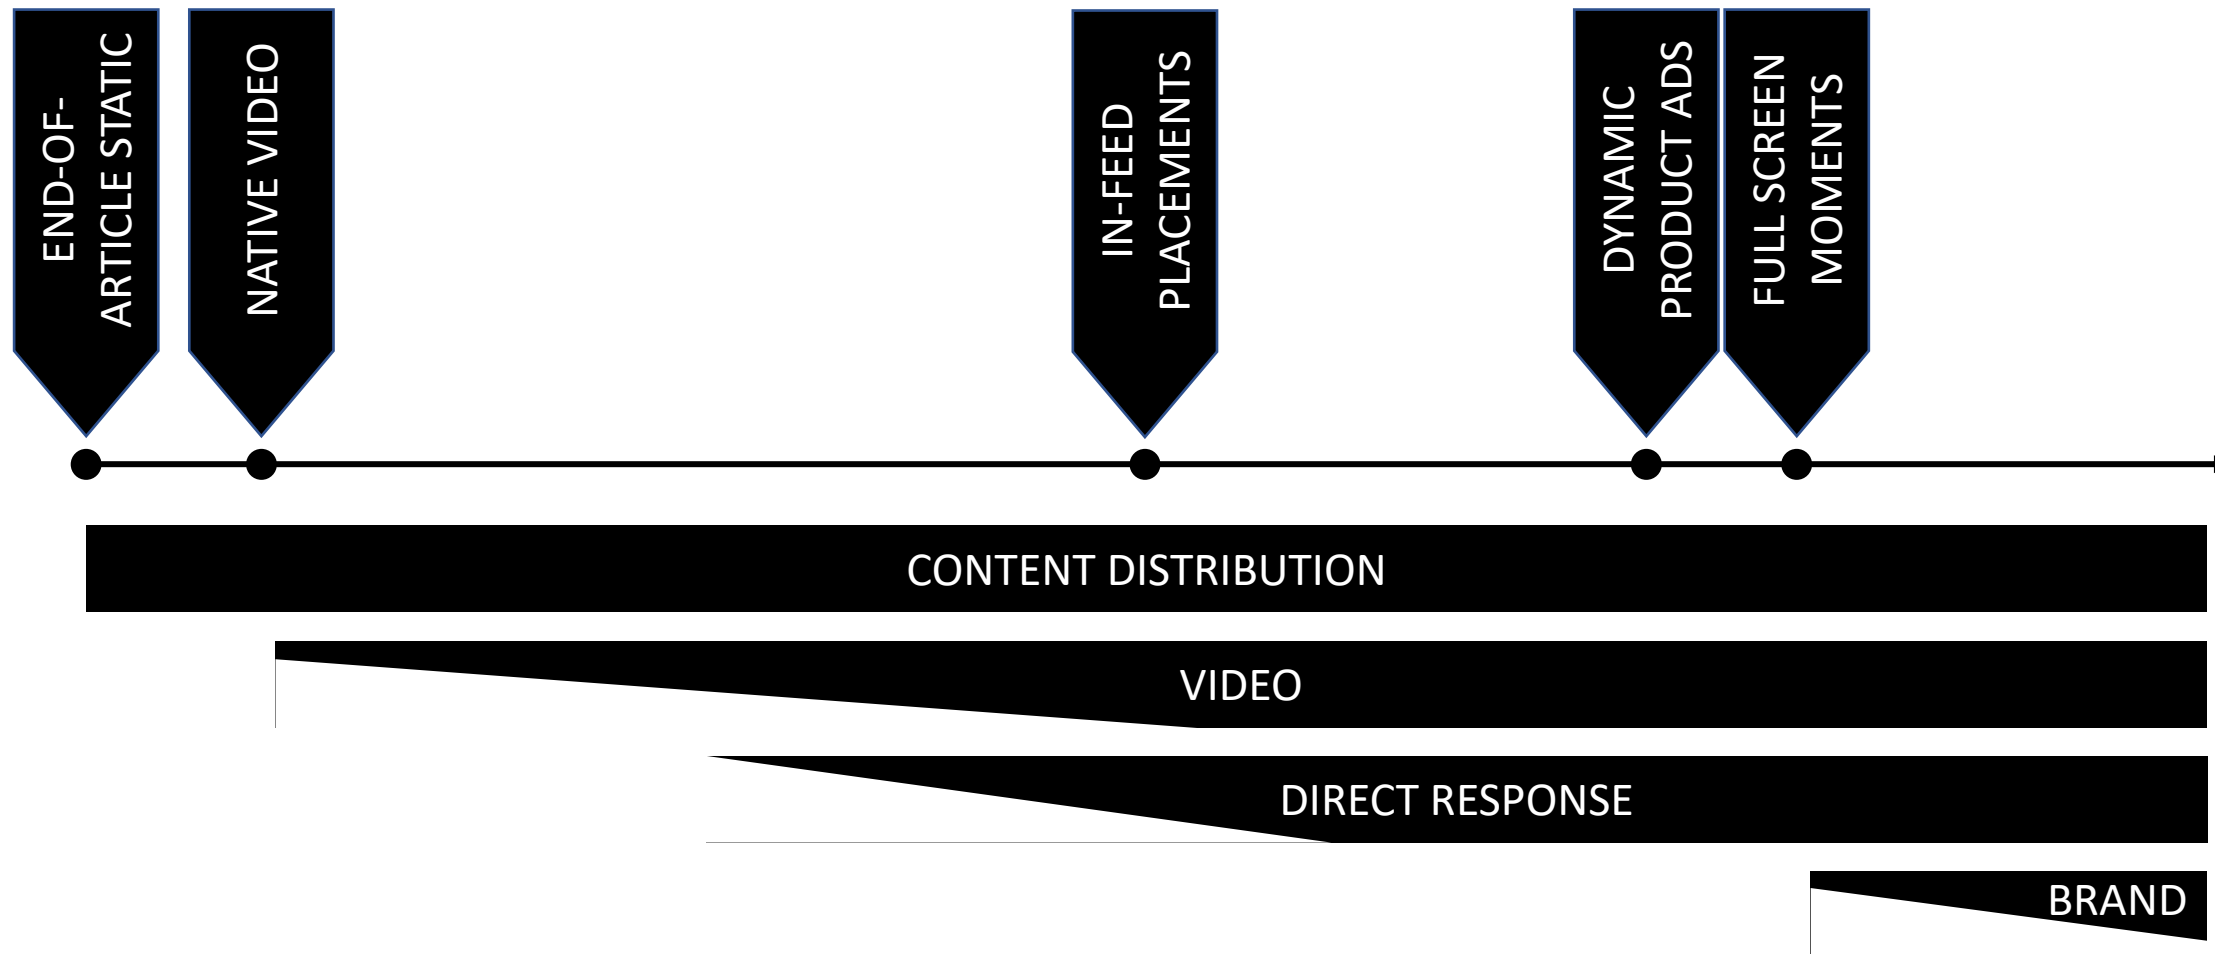 END-OF-
ARTICLE STATIC
NATIVE VIDEO
IN-FEED
PLACEMENTS
DYNAMIC
PRODUCT ADS
FULL SCREEN
MOMENTS
CONTENT DISTRIBUTION
VIDEO
DIRECT RESPONSE
BRAND